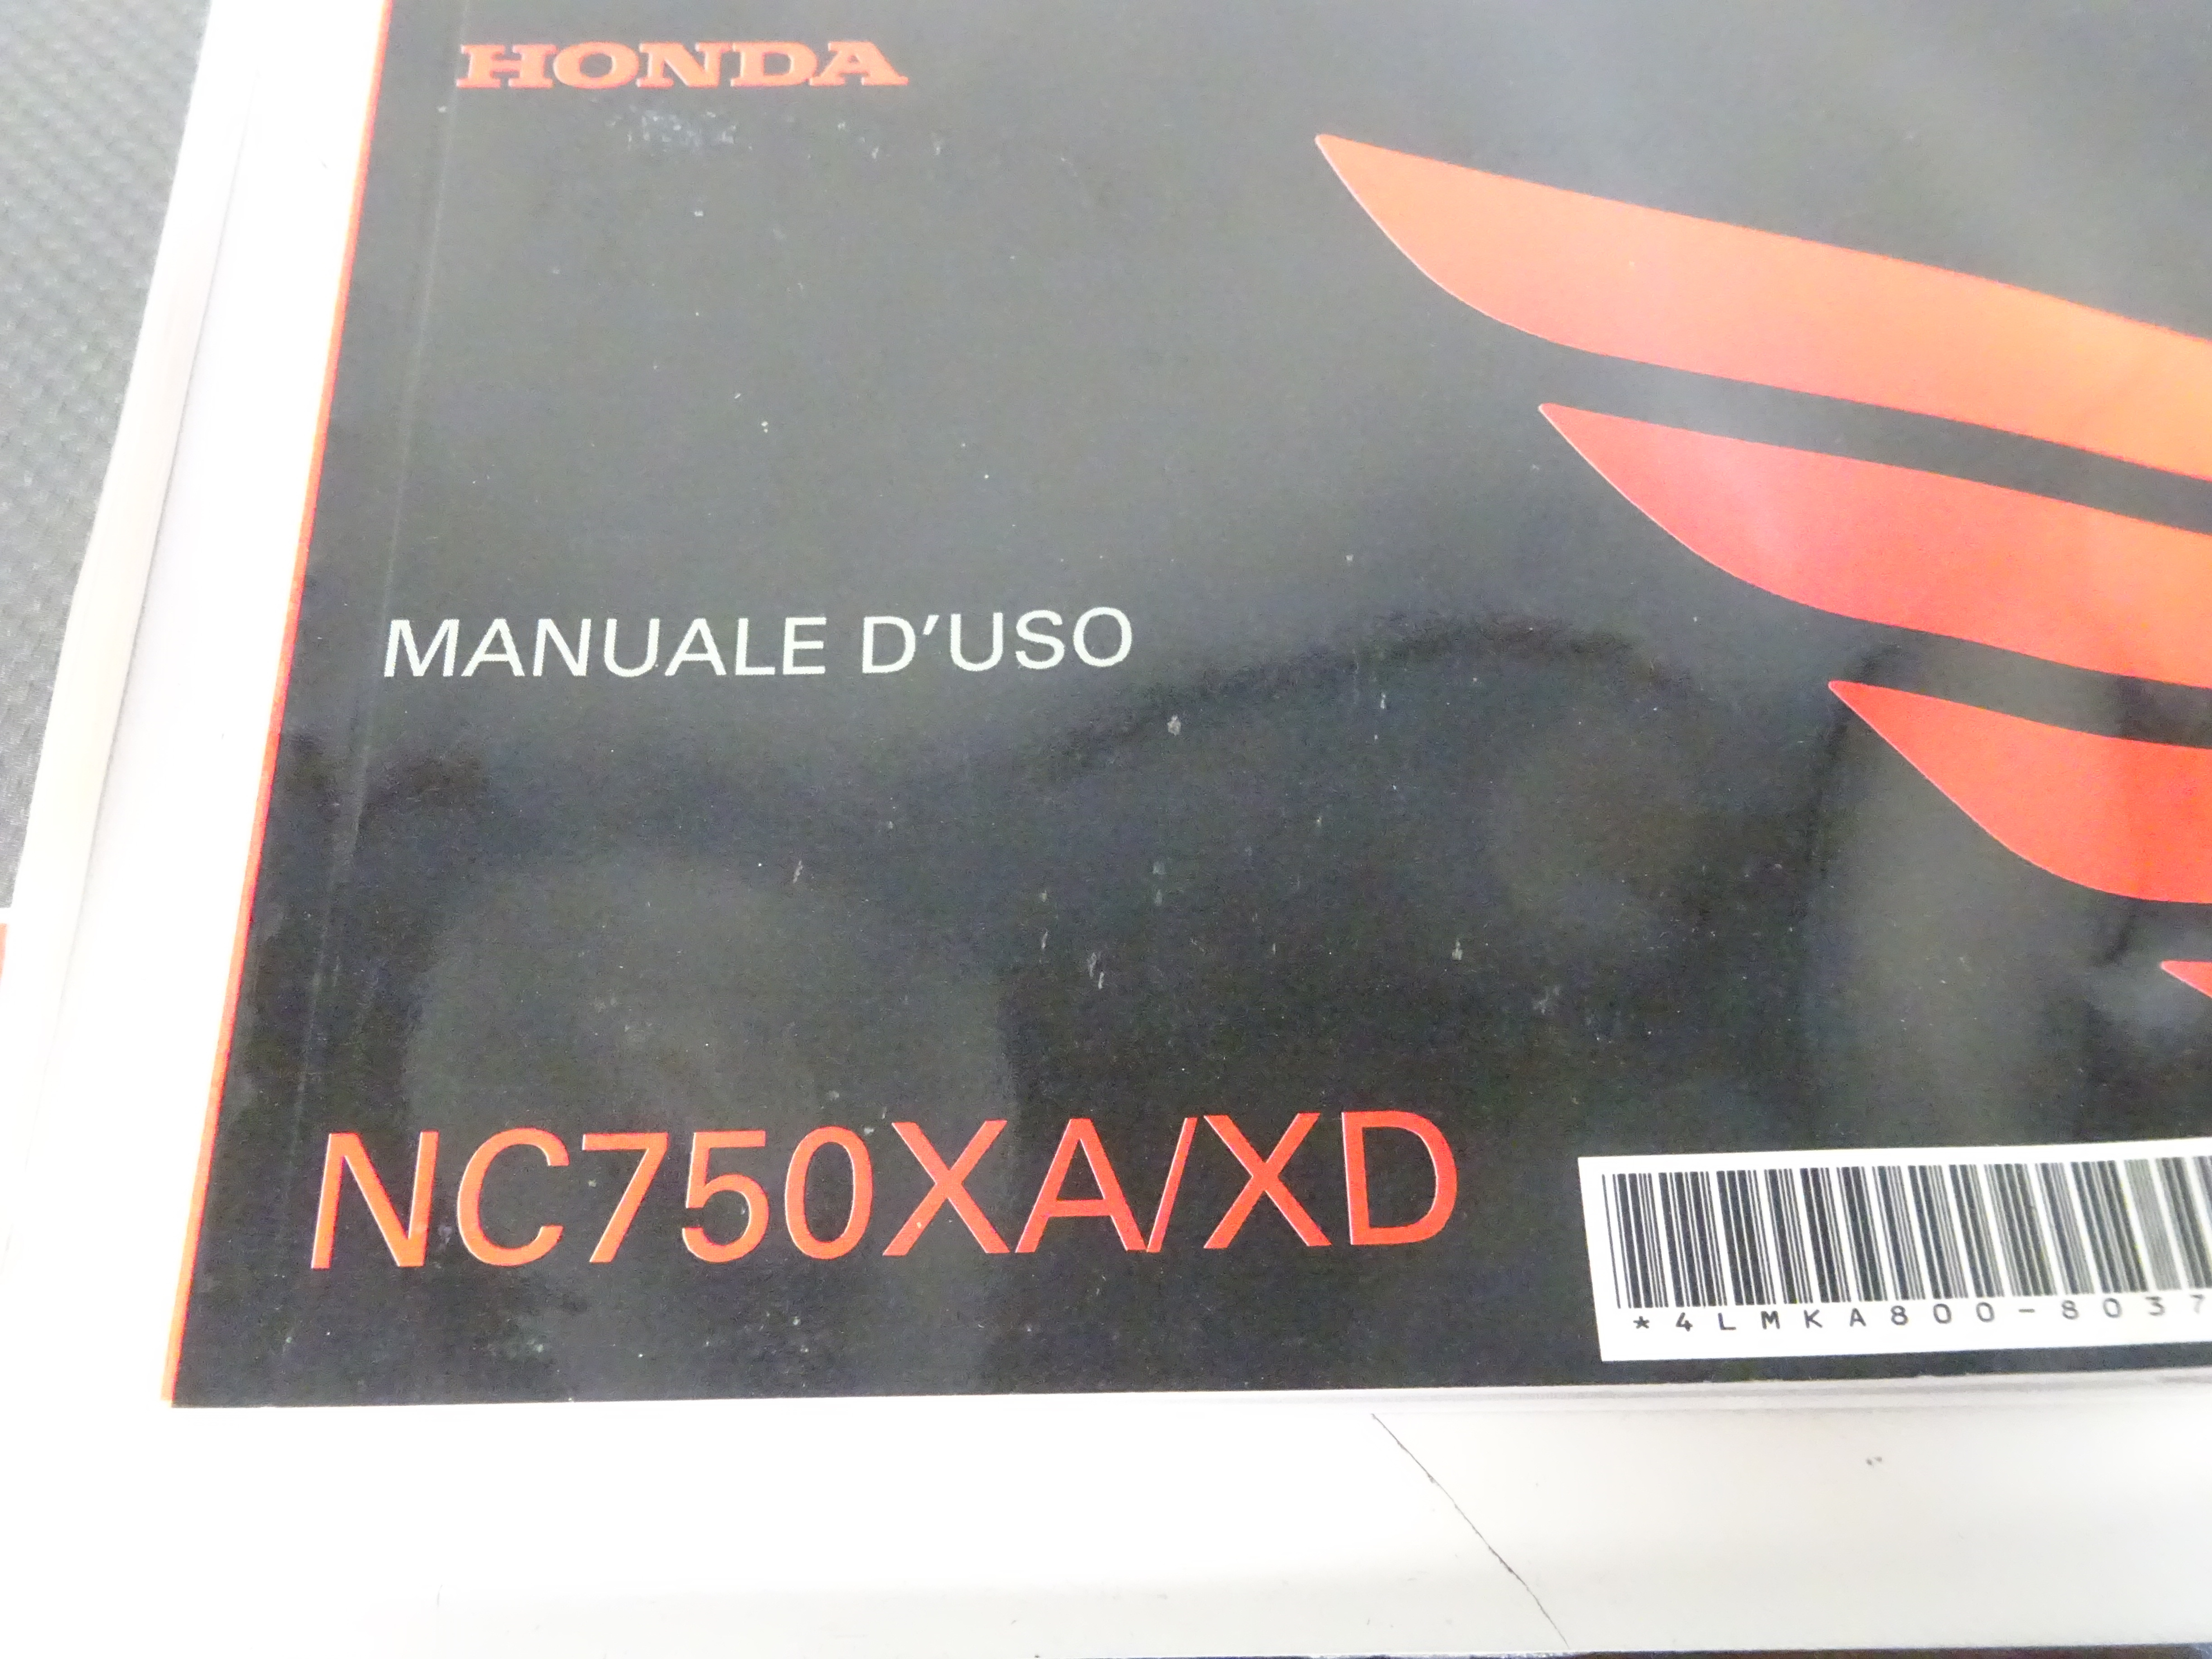 HONDA
MANUALE D'USO
NC750XA/XD
*4LMKA800-8037